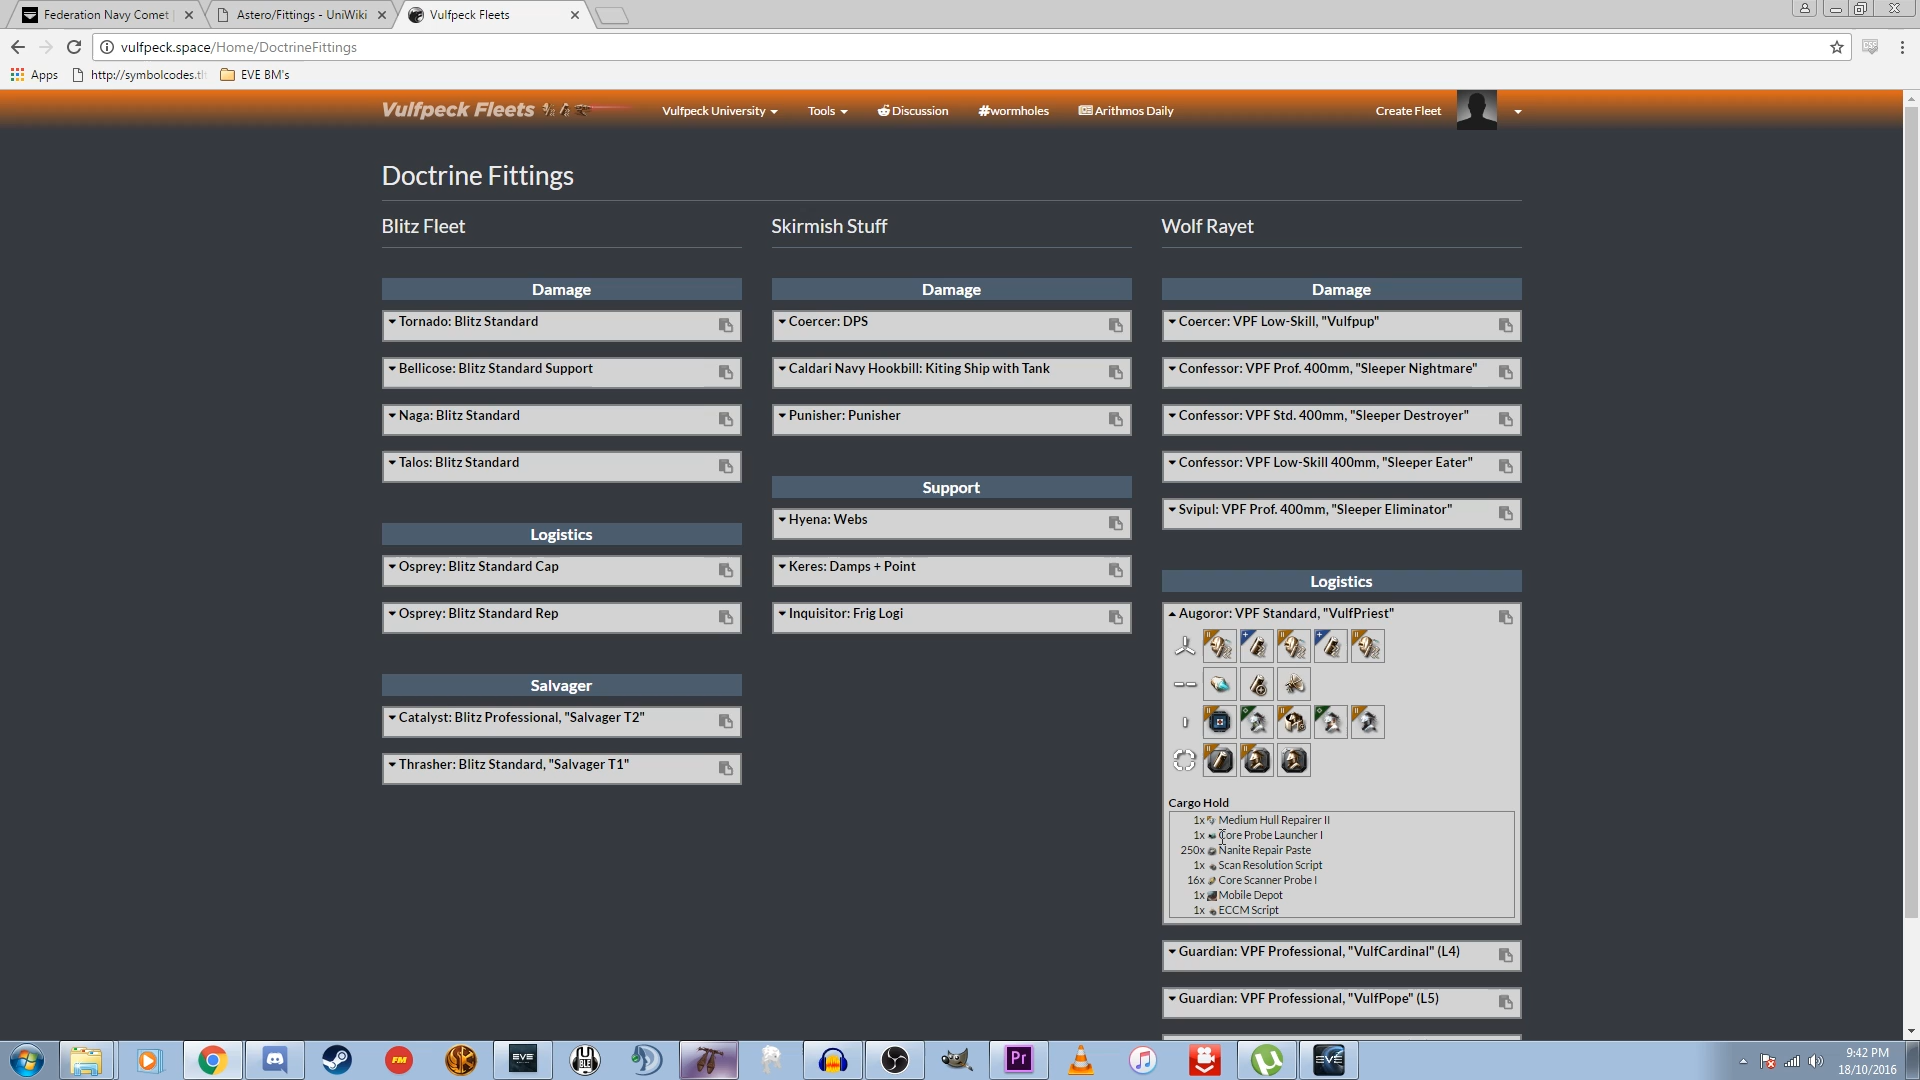 Federation Navy Comet
Astero/Fittings - UniWiki
Vulfpeck Fleets
vulfpeck.space/Home/DoctrineFittings
Apps
http://symbolcodes.tl
EVE BM's
Vulfpeck Fleets
Vulfpeck University
Tools
Discussion
#wormholes
Arithmos Daily
Create Fleet
Doctrine Fittings
Blitz Fleet
Damage
Tornado: Blitz Standard
Bellicose: Blitz Standard Support
Naga: Blitz Standard
Talos: Blitz Standard
Logistics
Osprey: Blitz Standard Cap
Osprey: Blitz Standard Rep
Salvager
Catalyst: Blitz Professional, "Salvager T2"
Thrasher: Blitz Standard, "Salvager T1"
Skirmish Stuff
Damage
Coercer: DPS
Caldari Navy Hookbill: Kiting Ship with Tank
Punisher: Punisher
Support
Hyena: Webs
Keres: Damps + Point
Inquisitor: Frig Logi
Wolf Rayet
Damage
Coercer: VPF Low-Skill, "Vulfpup"
Confessor: VPF Prof. 400mm, "Sleeper Nightmare"
Confessor: VPF Std. 400mm, "Sleeper Destroyer"
Confessor: VPF Low-Skill 400mm, "Sleeper Eater"
Svipul: VPF Prof. 400mm, "Sleeper Eliminator"
Logistics
Augoror: VPF Standard, "VulfPriest"
Cargo Hold
1x Medium Hull Repairer II
1x Core Probe Launcher I
250x Nanite Repair Paste
1x Scan Resolution Script
16x Core Scanner Probe I
1x Mobile Depot
1x ECCM Script
Guardian: VPF Professional, "VulfCardinal" (L4)
Guardian: VPF Professional, "VulfPope" (L5)
FM
EVE
Pr
EVE
9:42 PM
18/10/2016